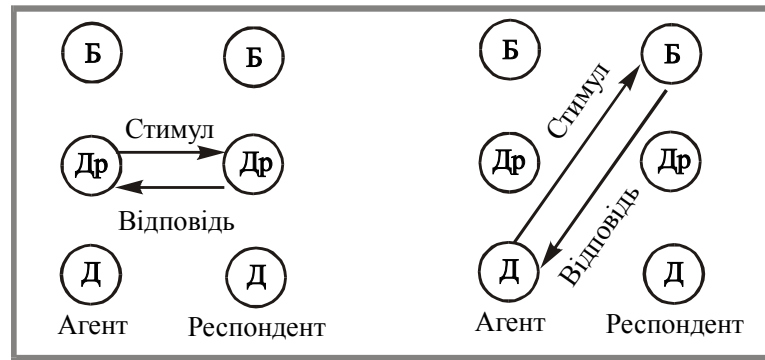 Б Б
Стимул
Др Др
Відповідь
Д Д
Агент Респондент
Б Б
Стимул
Др Др
Відповідь
Д Д
Агент Респондент